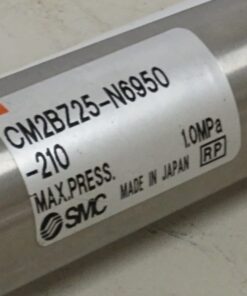 CM2BZ25-N6950
-210
MAX.PRESS. 1.0MPa
SMC MADE IN JAPAN RP